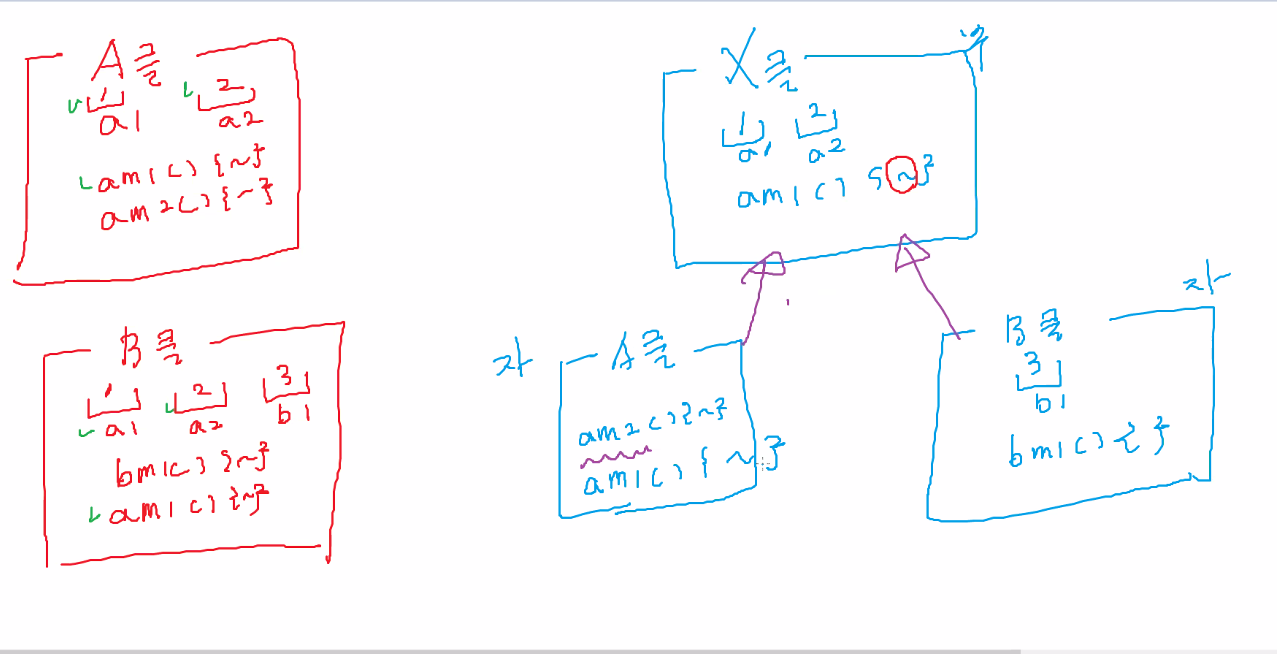 A클
1 2
a1 a2
am1() {~}
am2() {~}
B클
1 2 3
a1 a2 b1
bm1() {~}
am1() {~}
X클
1 2
a1 a2
am1() {~}
자 A클
am2() {~}
am1() {~}
자
B클
3
b1
bm1() { }